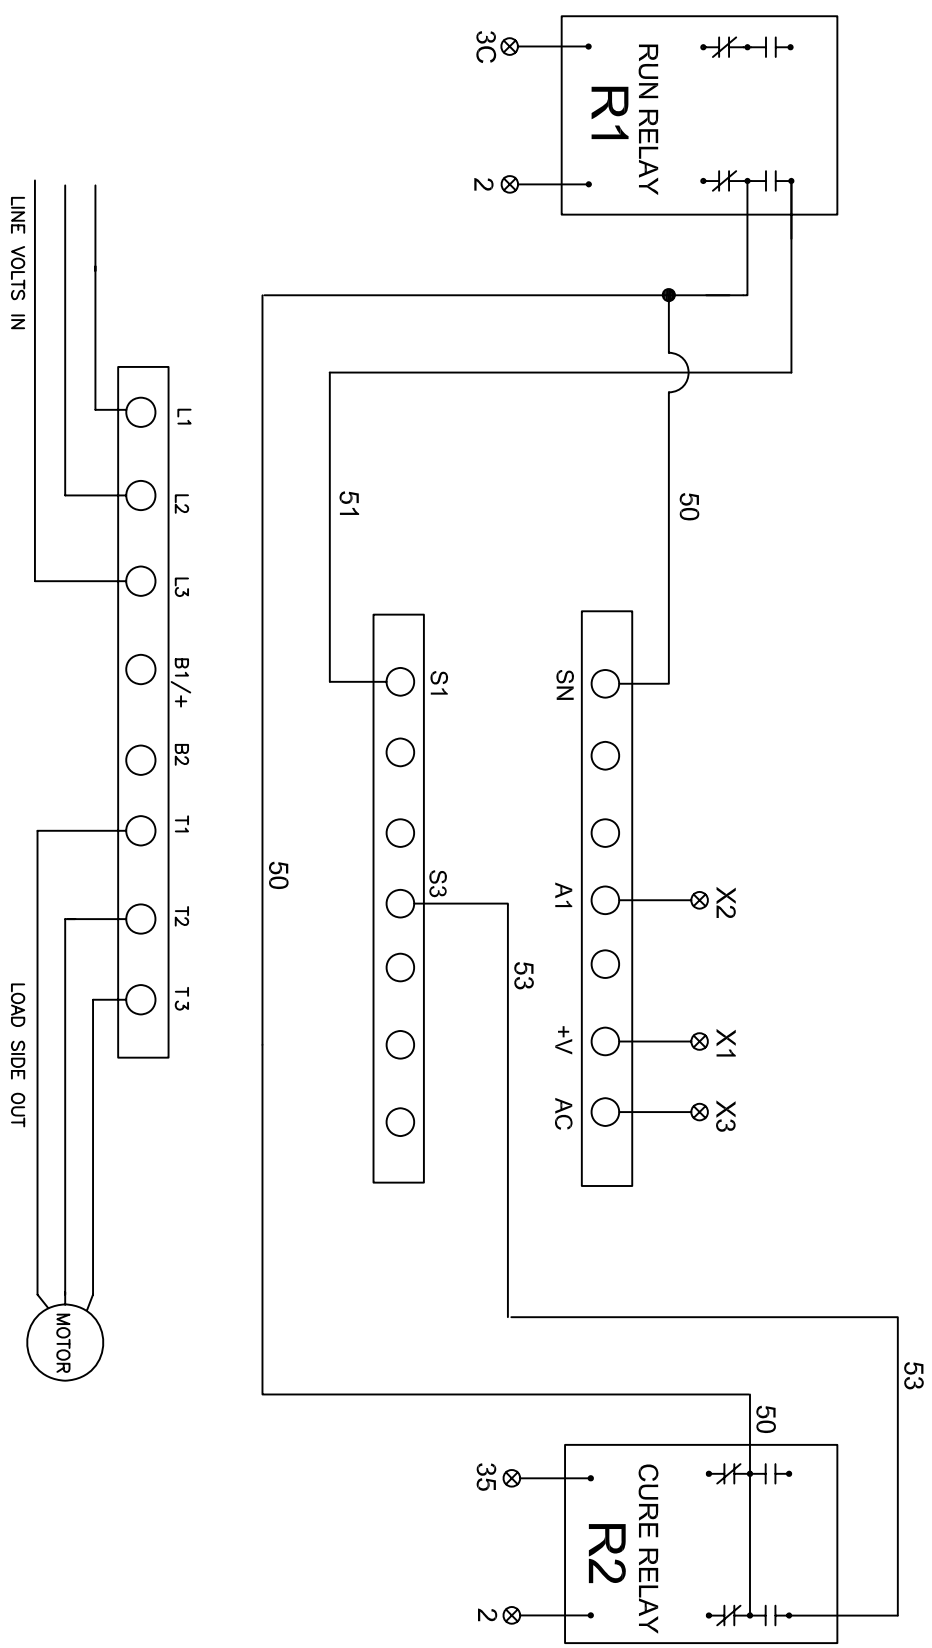 RUN RELAY
R1
3C
2
50
51
SN
A1
+V
AC
X2
X1
X3
S1
S3
53
53
50
50
CURE RELAY
R2
35
2
L1
L2
L3
B1/+
B2
T1
T2
T3
LINE VOLTS IN
LOAD SIDE OUT
MOTOR